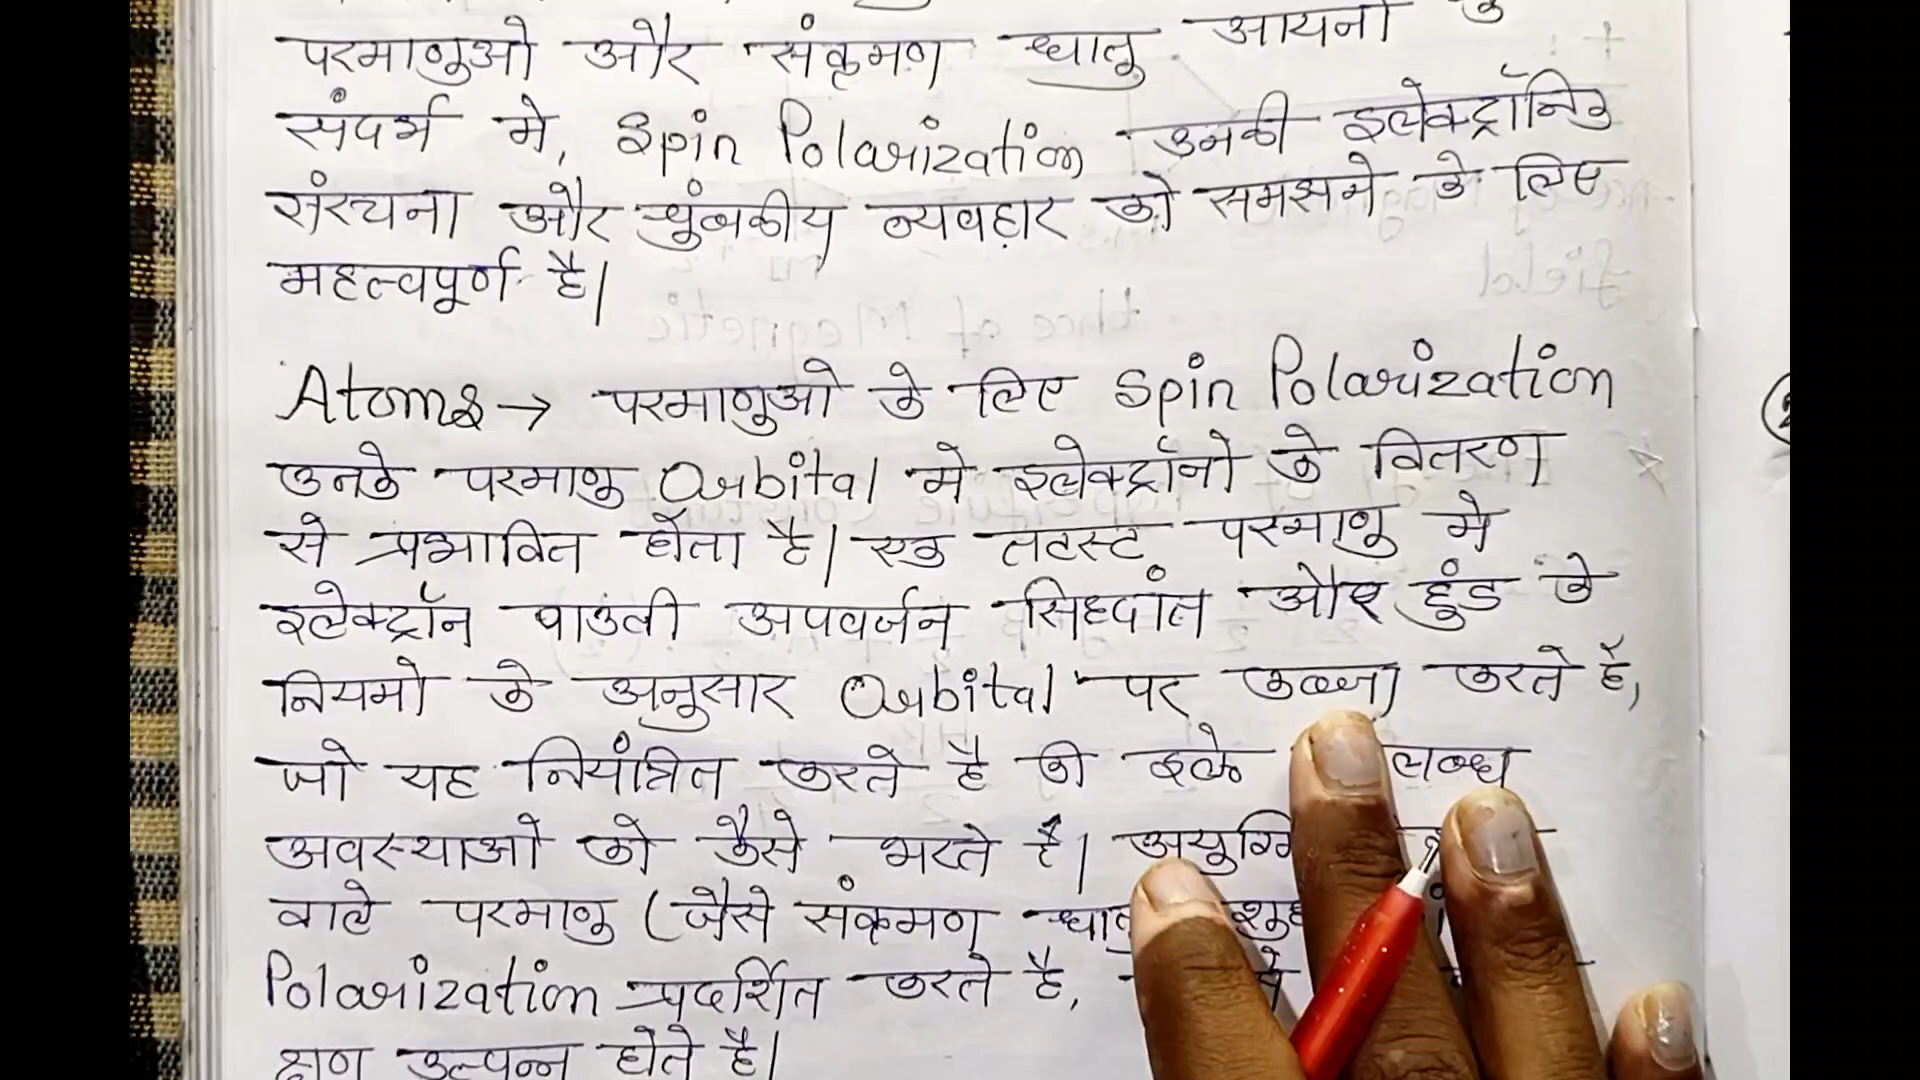 परमाणुओ और संक्रमण धातु आयनो के
संदर्भ मे, Spin Polarization उनकी इलेक्ट्रॉनिक
संरचना और चुंबकीय व्यवहार को समझने के लिए
महत्वपूर्ण है।
Atoms → परमाणुओ के लिए Spin Polarization
उनके परमाणु Orbital मे इलेक्ट्रॉनो के वितरण
से प्रभावित होता है। एक तटस्ट परमाणु मे
इलेक्ट्रॉन पाउली अपवर्जन सिद्दांत और हुंड के
नियमो के अनुसार Orbital पर कब्जा करते है,
जो यह नियंत्रित करते है की इले लब्ध
अवस्थाओ को कैसे भरते है।
वाले परमाणु (जैसे संक्रमण धातु
Polarization प्रदर्शित करते है,
क्षण उत्पन्न होते है।